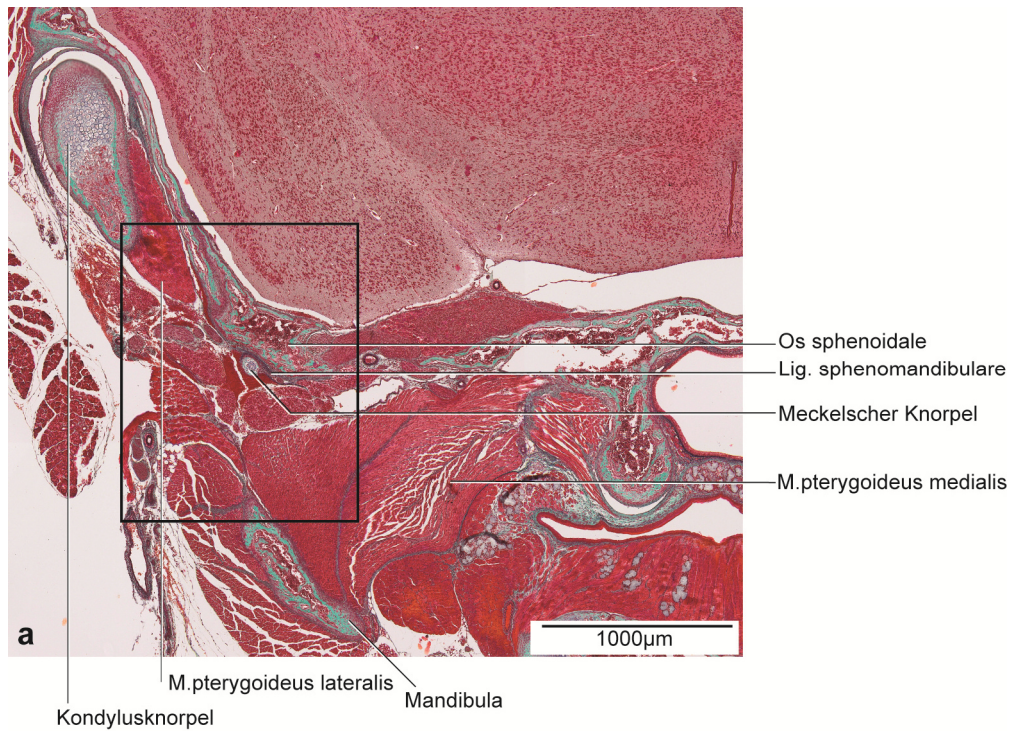 Os sphenoidale
Lig. sphenomandibulare
Meckelscher Knorpel
M.pterygoideus medialis
a
1000µm
M.pterygoideus lateralis
Mandibula
Kondylusknorpel